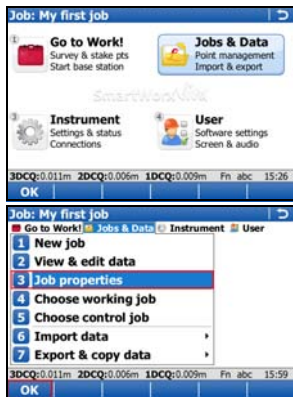 Job: My first job
1 Go to Work!
Survey & stake pts
Start base station
Jobs & Data
Point management
Import & export
SmartWorx Viva
3 Instrument
Settings & status
Connections
4 User
Software settings
Screen & audio
3DCQ:0.011m 2DCQ:0.006m 1DCQ:0.009m Fn abc 15:26
OK
Job: My first job
Go to Work! Jobs & Data Instrument User
1 New job
2 View & edit data
3 Job properties
4 Choose working job
5 Choose control job
6 Import data
7 Export & copy data
3DCQ:0.011m 2DCQ:0.006m 1DCQ:0.009m Fn abc 15:59
OK